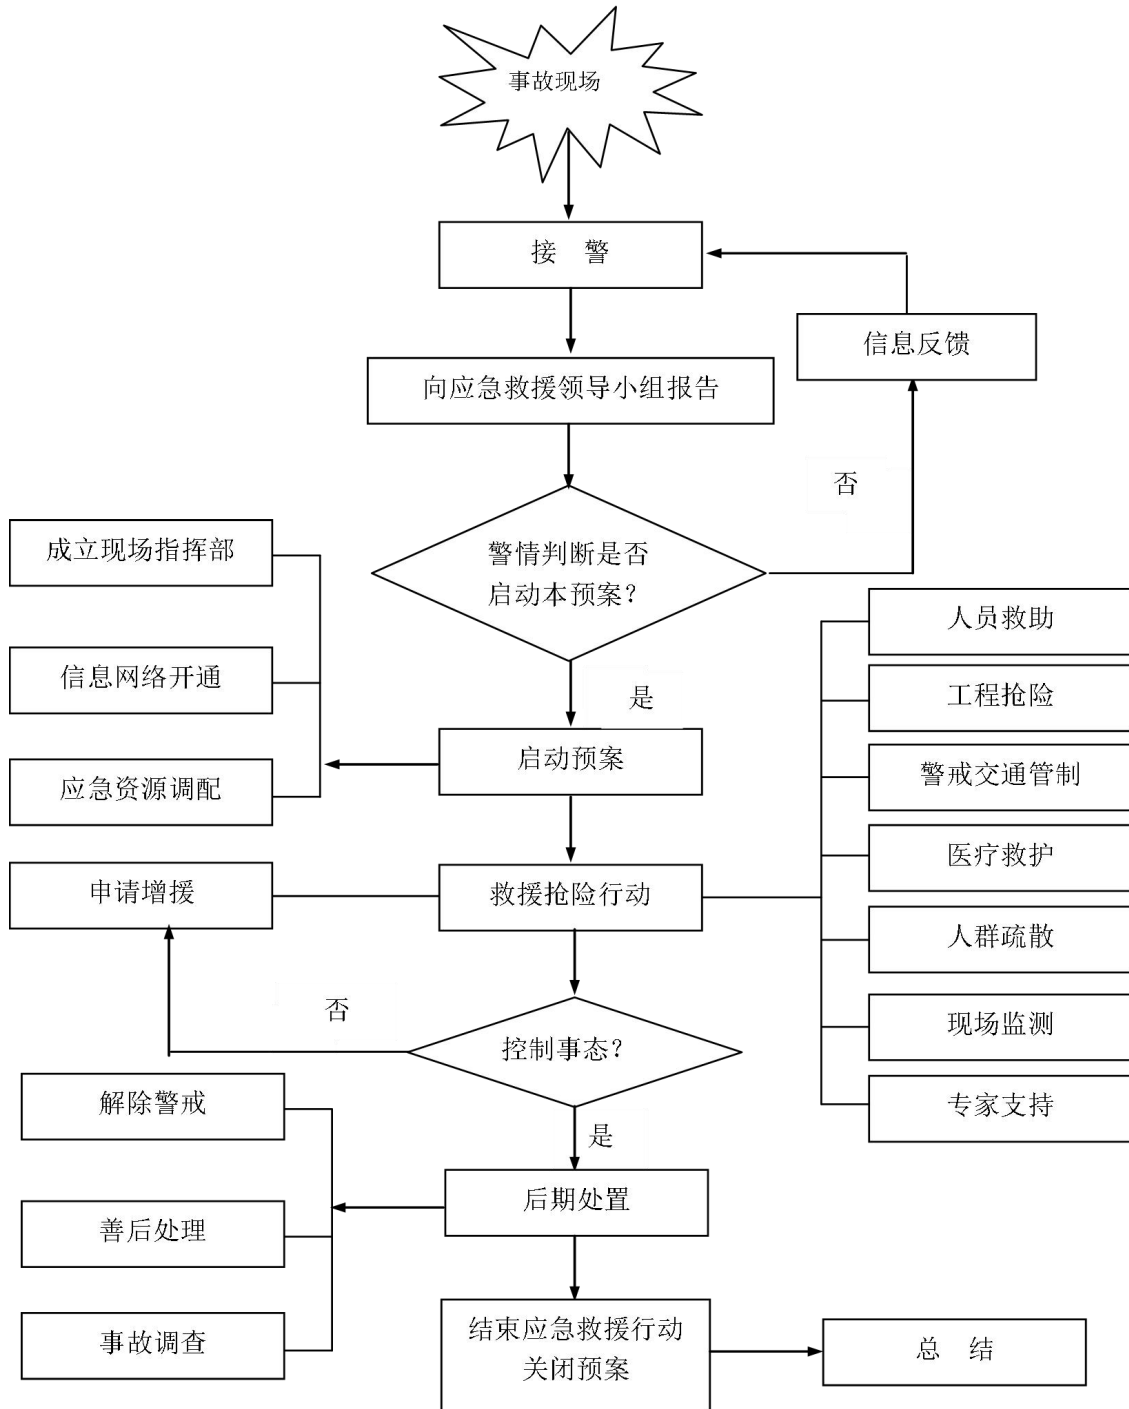 事故现场
接 警
信息反馈
向应急救援领导小组报告
否
警情判断是否
启动本预案？
成立现场指挥部
信息网络开通
应急资源调配
是
启动预案
人员救助
工程抢险
警戒交通管制
医疗救护
人群疏散
现场监测
专家支持
申请增援
救援抢险行动
否
控制事态？
是
解除警戒
善后处理
事故调查
后期处置
结束应急救援行动
关闭预案
总 结